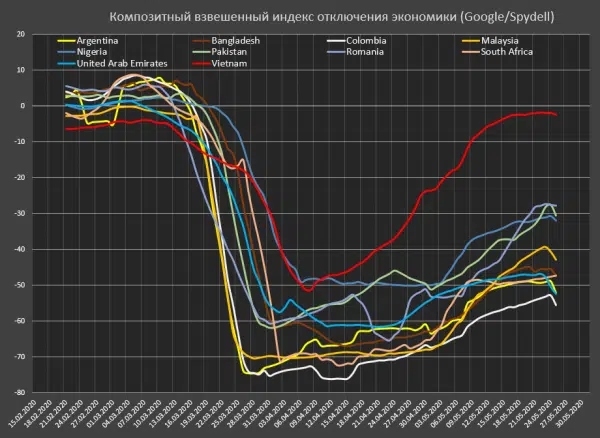 Композитный взвешенный индекс отключения экономики (Google/Spydell)
Argentina Bangladesh Colombia Malaysia
Nigeria Pakistan Romania South Africa
United Arab Emirates Vietnam
20
10
0
-10
-20
-30
-40
-50
-60
-70
-80
15.02.2020 18.02.2020 21.02.2020 24.02.2020 27.02.2020 01.03.2020 04.03.2020 07.03.2020 10.03.2020 13.03.2020 16.03.2020 19.03.2020 22.03.2020 25.03.2020 28.03.2020 31.03.2020 03.04.2020 06.04.2020 09.04.2020 12.04.2020 15.04.2020 18.04.2020 21.04.2020 24.04.2020 27.04.2020 30.04.2020 03.05.2020 06.05.2020 09.05.2020 12.05.2020 15.05.2020 18.05.2020 21.05.2020 24.05.2020 27.05.2020 30.05.2020